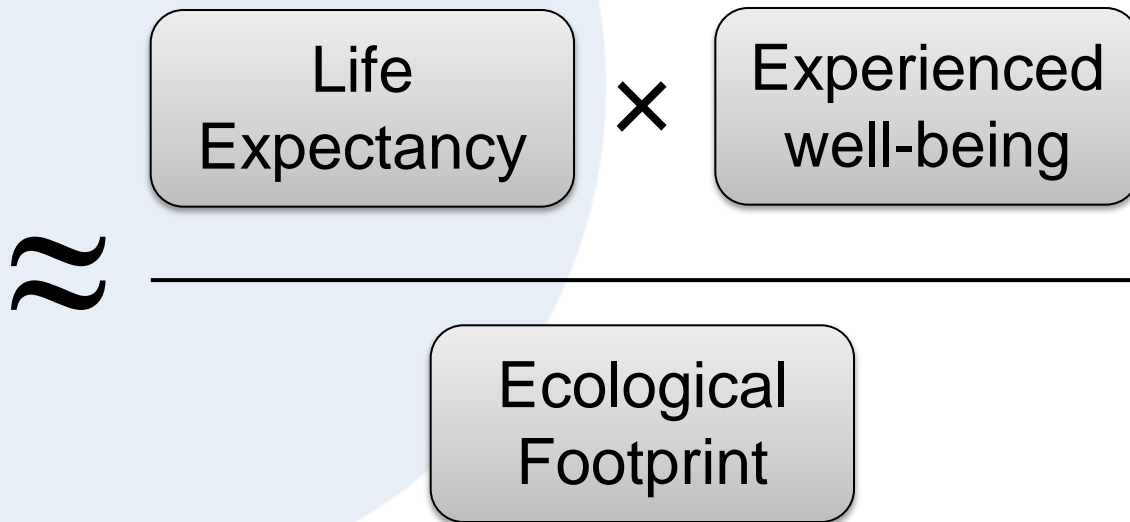 Life
Expectancy
×
Experienced
well-being
≈
Ecological
Footprint